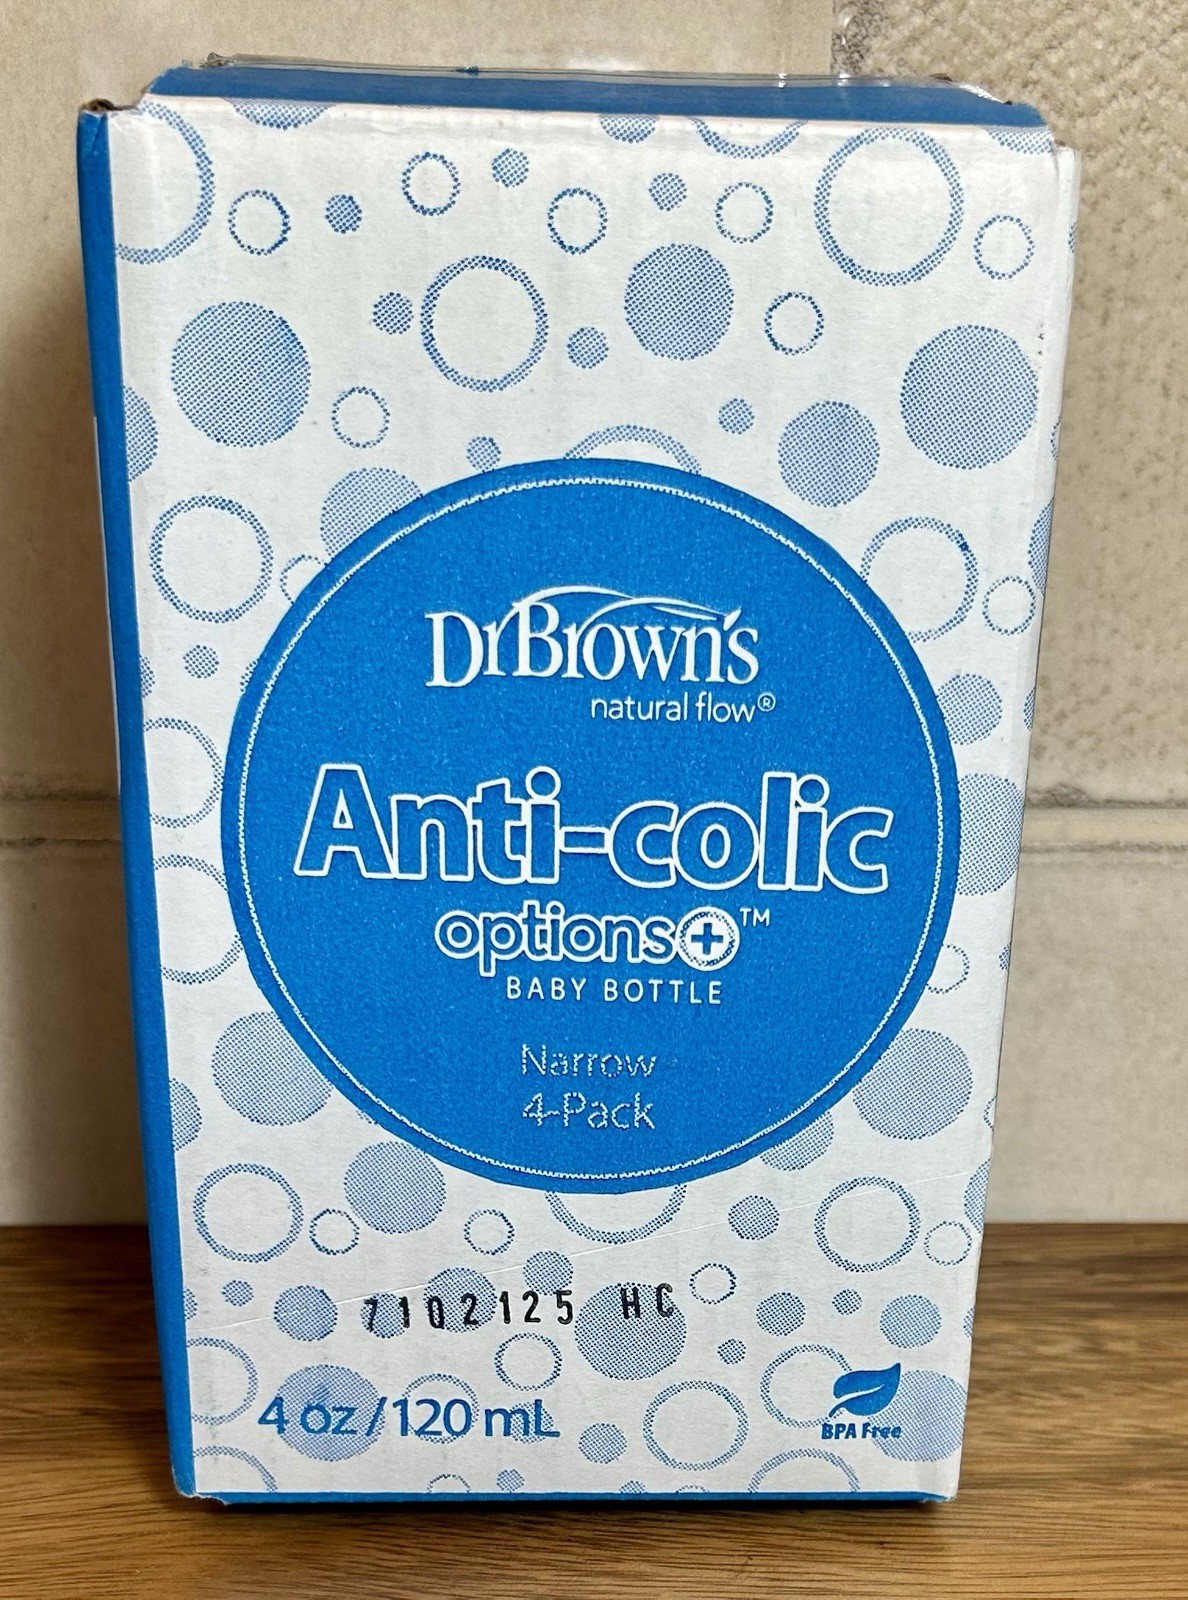 DrBrown's
natural flow®
Anti-colic
options+™
BABY BOTTLE
Narrow
4-Pack
7102125 HC
4 oz/120 mL
BPA Free